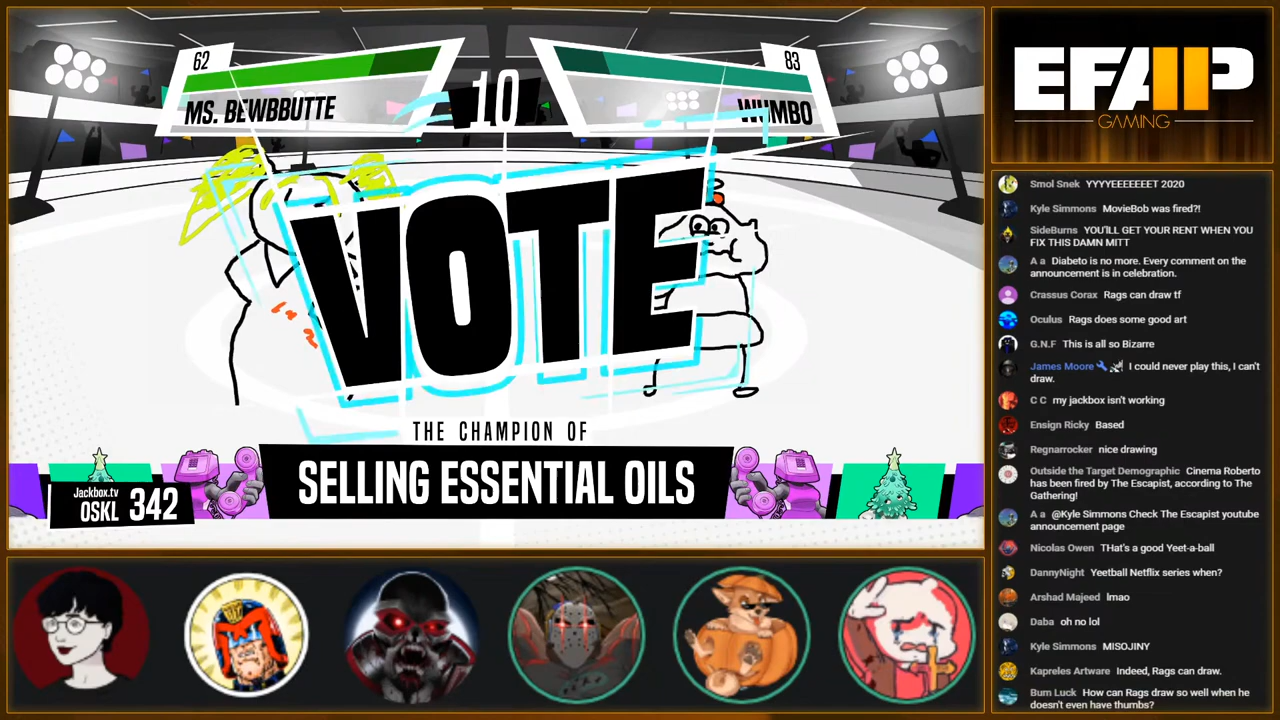 62
83
MS. BEWBBUTTE
10
WUMBO
VOTE
THE CHAMPION OF
SELLING ESSENTIAL OILS
Jackbox.tv
OSKL 342
EFAP
GAMING
Smol Snek YYYYEEEEEEET 2020
Kyle Simmons MovieBob was fired?!
SideBurns YOU'LL GET YOUR RENT WHEN YOU
FIX THIS DAMN MITT
A a Diabeto is no more. Every comment on the
announcement is in celebration.
Crassus Corax Rags can draw tf
Oculus Rags does some good art
G.N.F This is all so Bizarre
James Moore I could never play this, I can't
draw.
C C my jackbox isn't working
Ensign Ricky Based
Regnarrocker nice drawing
Outside the Target Demographic Cinema Roberto
has been fired by The Escapist, according to The
Gathering!
A a @Kyle Simmons Check The Escapist youtube
announcement page
Nicolas Owen THat's a good Yeet-a-ball
DannyNight Yeetball Netflix series when?
Arshad Majeed lmao
Daba oh no lol
Kyle Simmons MISOJINY
Kapreles Artware Indeed, Rags can draw.
Bum Luck How can Rags draw so well when he
doesn't even have thumbs?